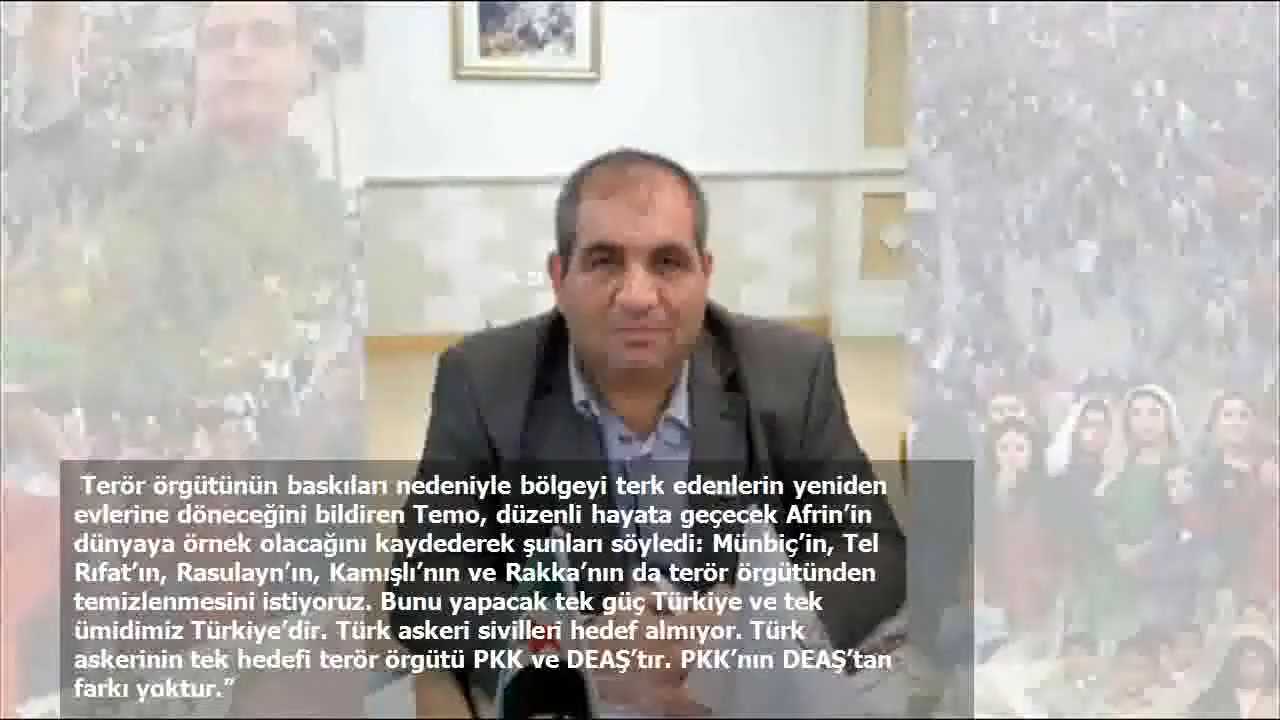 Terör örgütünün baskıları nedeniyle bölgeyi terk edenlerin yeniden
evlerine döneceğini bildiren Temo, düzenli hayata geçecek Afrin’in
dünyaya örnek olacağını kaydederek şunları söyledi: Münbiç’in, Tel
Rıfat’ın, Rasulayn’ın, Kamışlı’nın ve Rakka’nın da terör örgütünden
temizlenmesini istiyoruz. Bunu yapacak tek güç Türkiye ve tek
ümidimiz Türkiye’dir. Türk askeri sivilleri hedef almıyor. Türk
askerinin tek hedefi terör örgütü PKK ve DEAŞ’tır. PKK’nın DEAŞ’tan
farkı yoktur.”